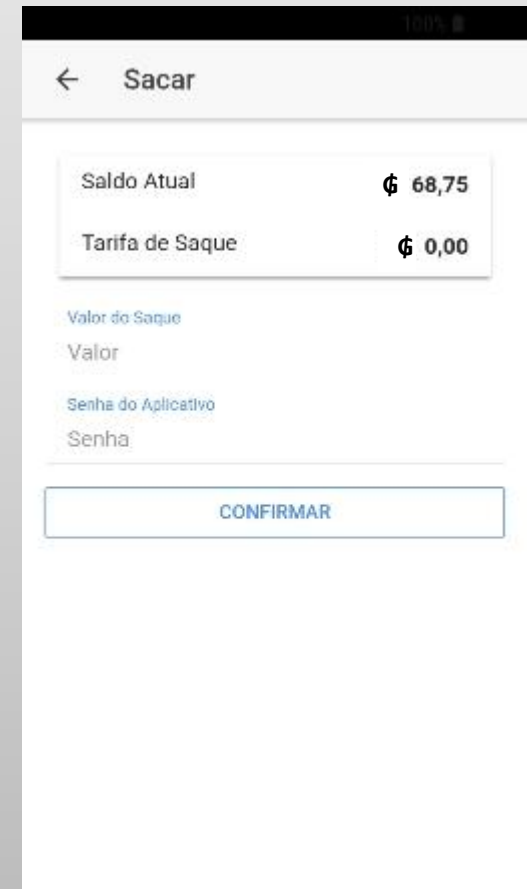 100%
← Sacar
Saldo Atual ₲ 68,75
Tarifa de Saque ₲ 0,00
Valor do Saque
Valor
Senha do Aplicativo
Senha
CONFIRMAR